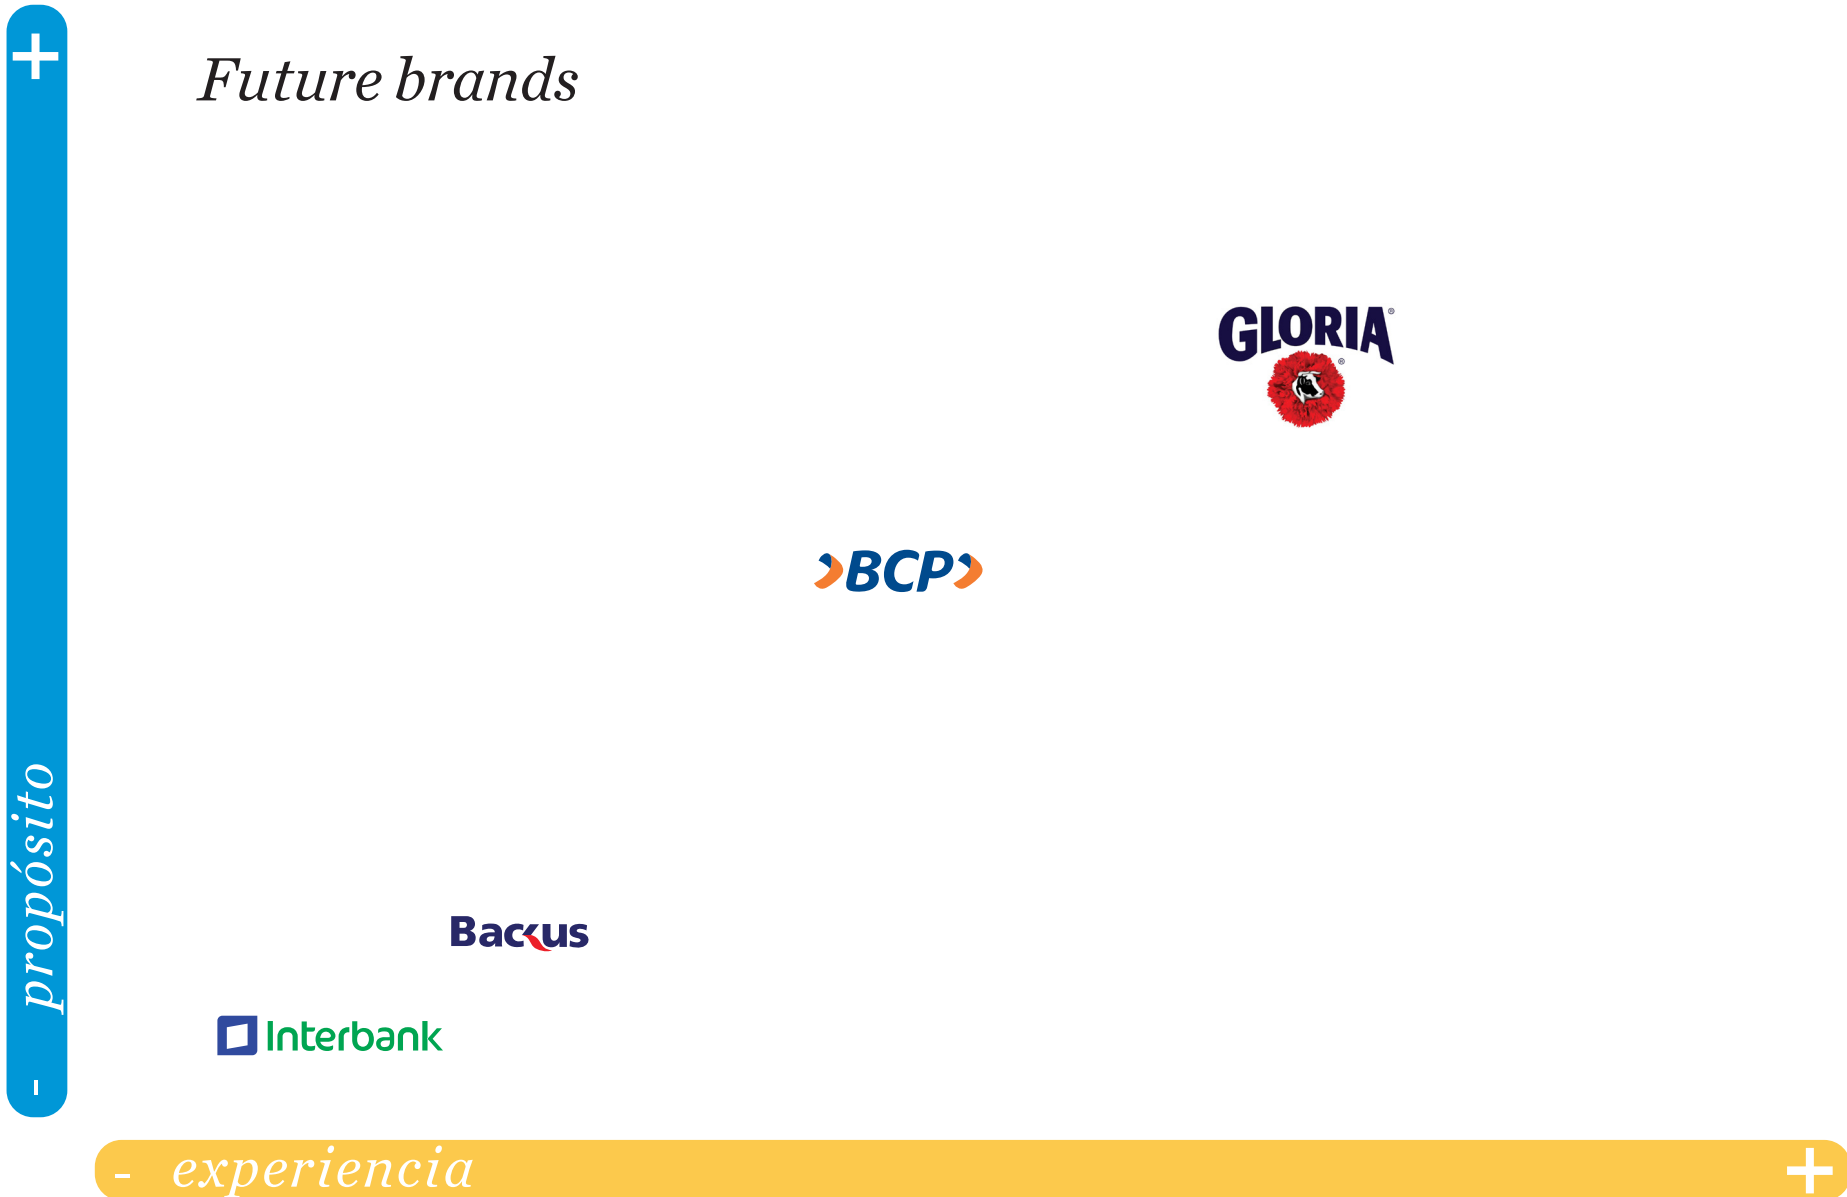 +
Future brands
GLORIA®
®
BCP
propósito
Backus
Interbank
-
- experiencia +